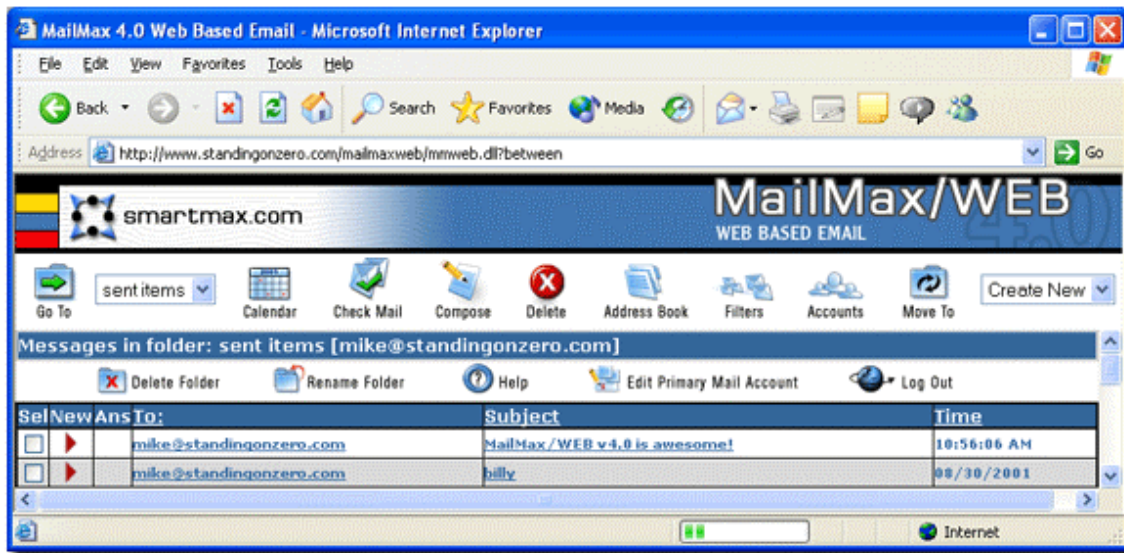 MailMax 4.0 Web Based Email - Microsoft Internet Explorer
File Edit View Favorites Tools Help
Back Search Favorites Media
Address http://www.standingonzero.com/mailmaxweb/mmweb.dll?between Go
smartmax.com MailMax/WEB
WEB BASED EMAIL 4.0
sent items Create New
Go To Calendar Check Mail Compose Delete Address Book Filters Accounts Move To
Messages in folder: sent items [mike@standingonzero.com]
Delete Folder Rename Folder Help Edit Primary Mail Account Log Out
Sel New Ans To: Subject Time
mike@standingonzero.com MailMax/WEB v4.0 is awesome! 10:56:06 AM
mike@standingonzero.com billy 08/30/2001
Internet